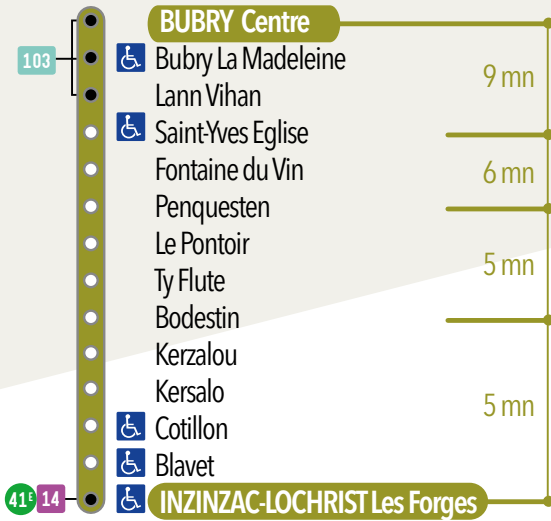 BUBRY Centre
103
Bubry La Madeleine
9 mn
Lann Vihan
Saint-Yves Eglise
Fontaine du Vin
6 mn
Penquesten
Le Pontoir
5 mn
Ty Flute
Bodestin
Kerzalou
Kersalo
5 mn
Cotillon
Blavet
41E 14
INZINZAC-LOCHRIST Les Forges